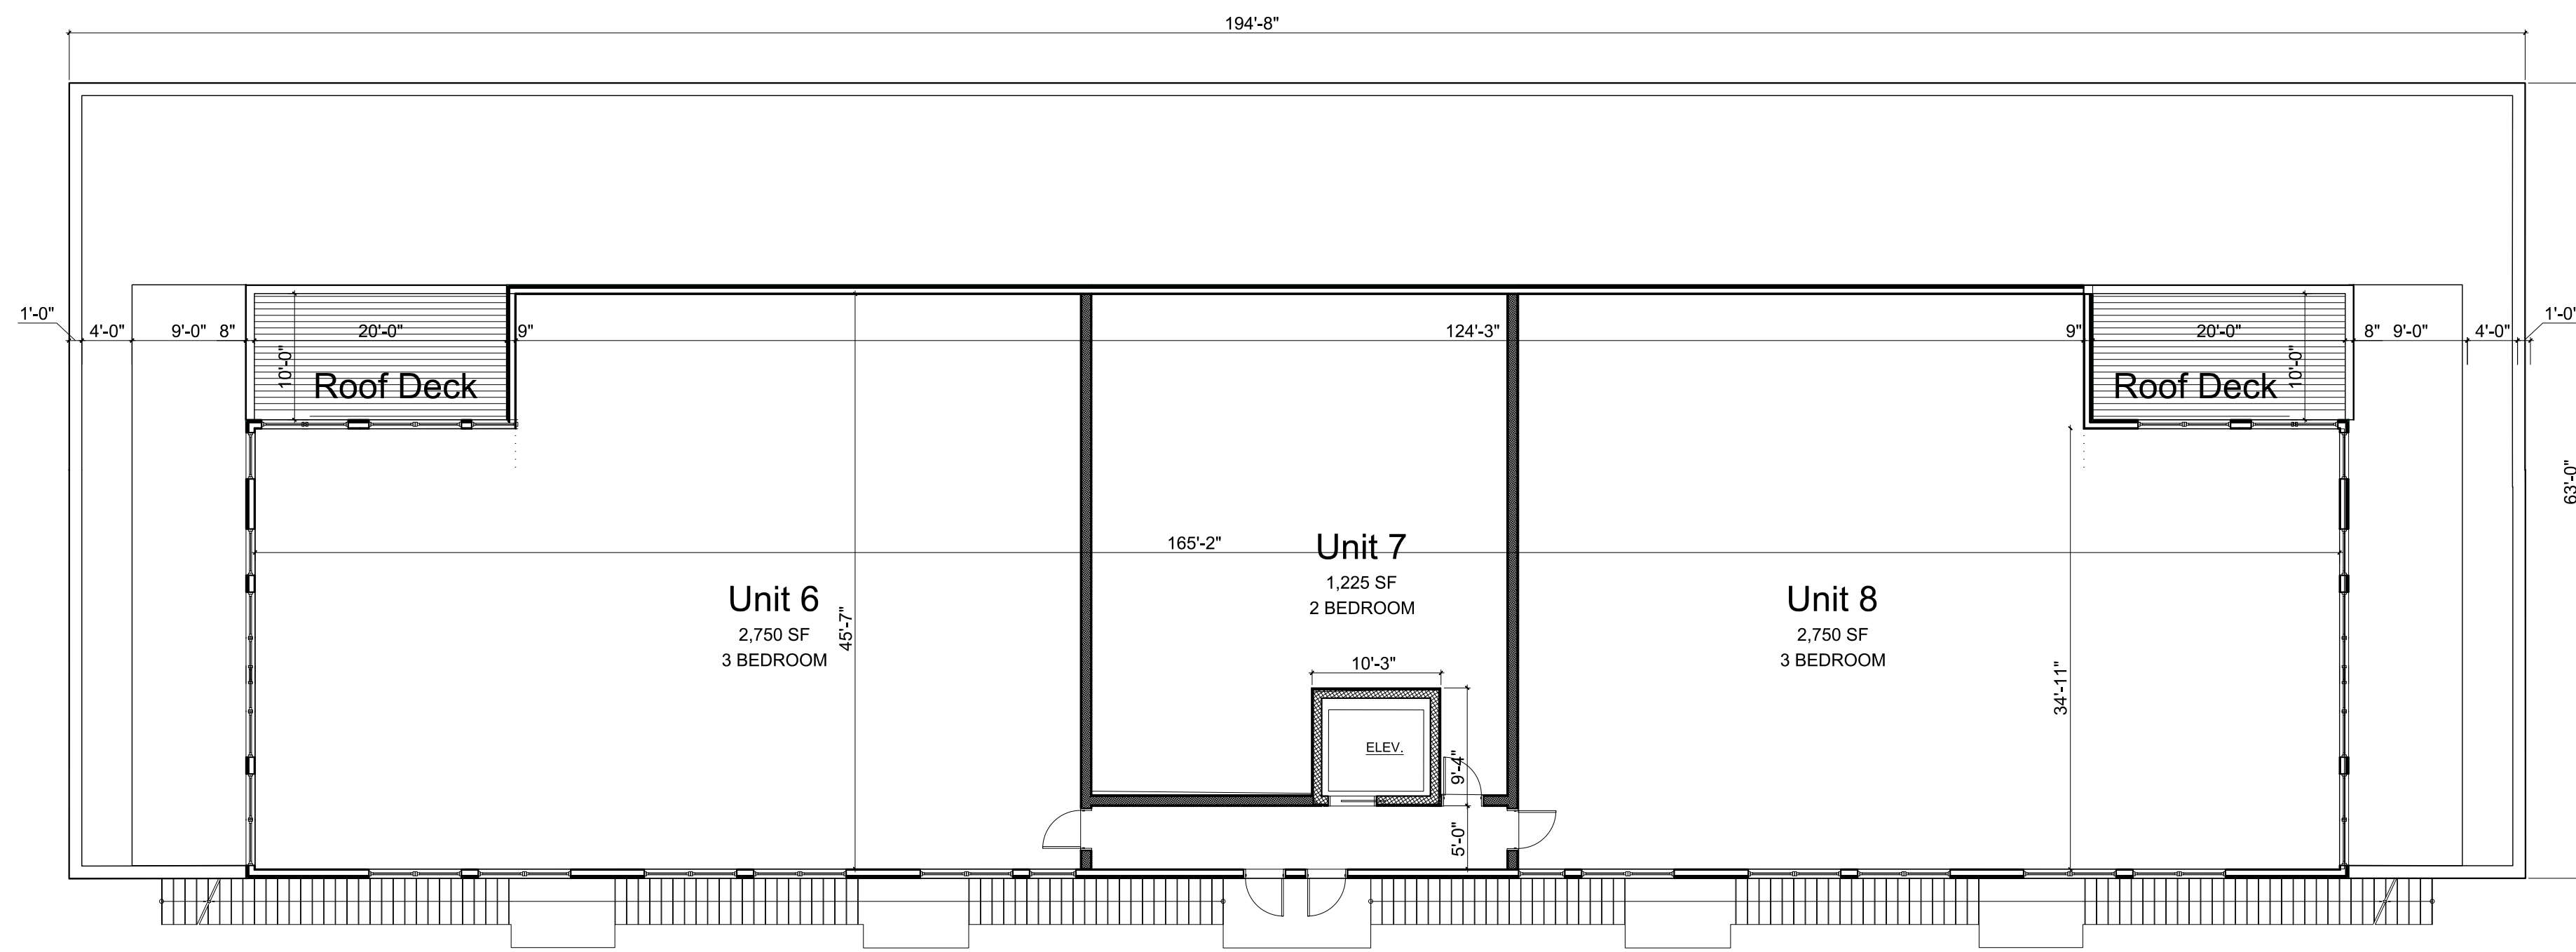 194'-8"
1'-0"
4'-0"
9'-0"
8"
20'-0"
9"
124'-3"
9"
20'-0"
8"
9'-0"
4'-0"
1'-0"
10'-0"
Roof Deck
10'-0"
Roof Deck
63'-0"
165'-2"
Unit 6
2,750 SF
3 BEDROOM
45'-7"
Unit 7
1,225 SF
2 BEDROOM
Unit 8
2,750 SF
3 BEDROOM
34'-11"
10'-3"
ELEV.
9'-4"
5'-0"